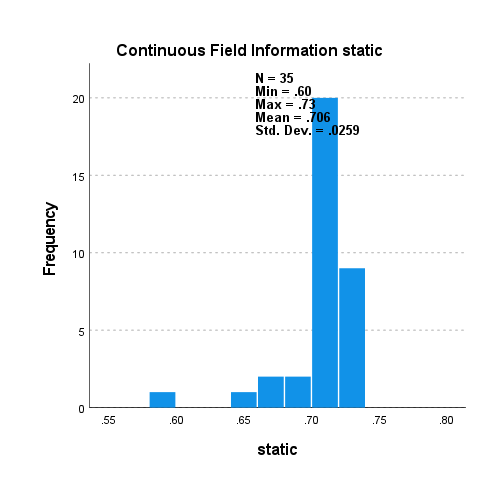 Continuous Field Information static
N = 35
Min = .60
Max = .73
Mean = .706
Std. Dev. = .0259
20
15
10
5
0
Frequency
.55 .60 .65 .70 .75 .80
static